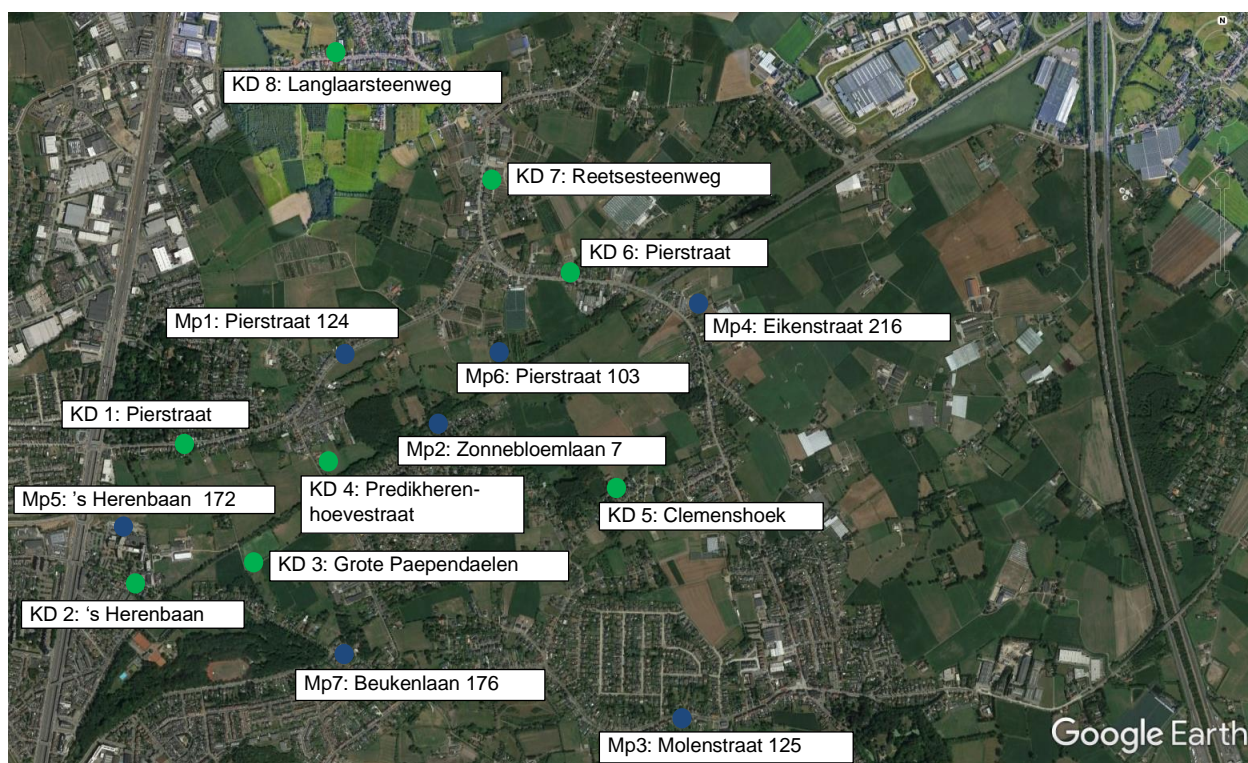 N
KD 8: Langlaarsteenweg
KD 7: Reetsesteenweg
KD 6: Pierstraat
Mp1: Pierstraat 124
Mp4: Eikenstraat 216
Mp6: Pierstraat 103
KD 1: Pierstraat
Mp2: Zonnebloemlaan 7
KD 4: Predikheren-
hoevestraat
Mp5: ’s Herenbaan 172
KD 5: Clemenshoek
KD 3: Grote Paependaelen
KD 2: ‘s Herenbaan
Mp7: Beukenlaan 176
Mp3: Molenstraat 125
Google Earth